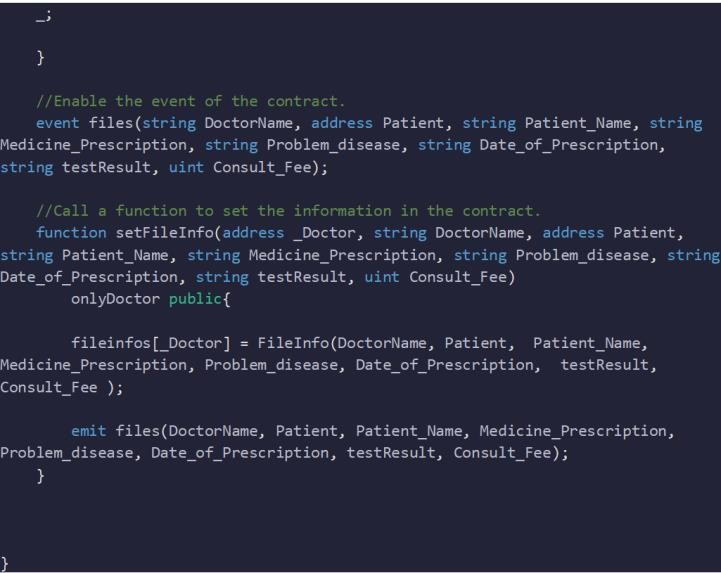 _;
}
//Enable the event of the contract.
event files(string DoctorName, address Patient, string Patient_Name, string
Medicine_Prescription, string Problem_disease, string Date_of_Prescription,
string testResult, uint Consult_Fee);
//Call a function to set the information in the contract.
function setFileInfo(address _Doctor, string DoctorName, address Patient,
string Patient_Name, string Medicine_Prescription, string Problem_disease, string
Date_of_Prescription, string testResult, uint Consult_Fee)
onlyDoctor public{
fileinfos[_Doctor] = FileInfo(DoctorName, Patient,  Patient_Name,
Medicine_Prescription, Problem_disease, Date_of_Prescription,  testResult,
Consult_Fee );
emit files(DoctorName, Patient, Patient_Name, Medicine_Prescription,
Problem_disease, Date_of_Prescription, testResult, Consult_Fee);
}
}